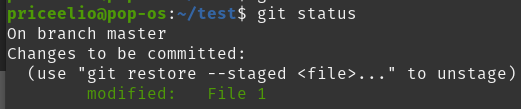 priceelio@pop-os:~/test$ git status
On branch master
Changes to be committed:
  (use "git restore --staged <file>..." to unstage)
        modified:   File 1